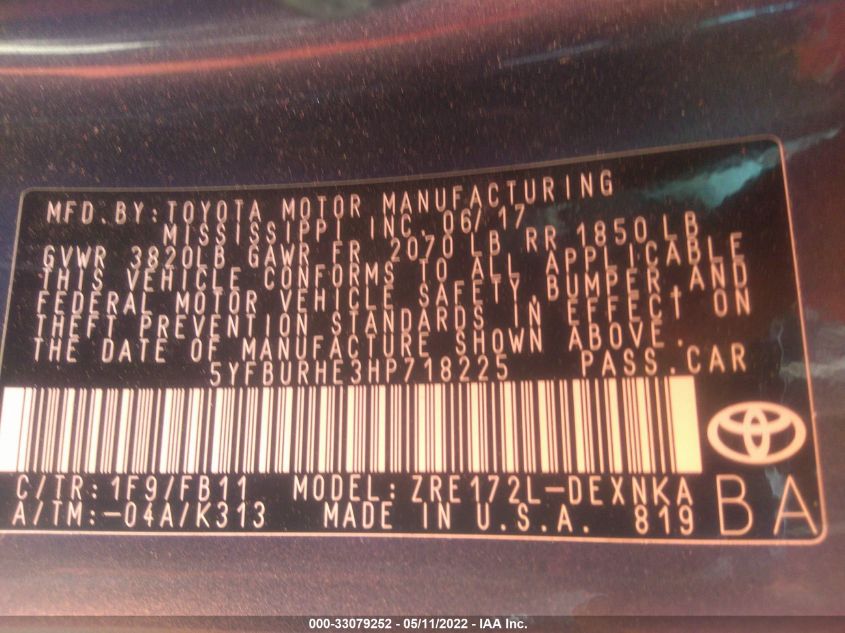 MFD. BY: TOYOTA MOTOR MANUFACTURING
MISSISSIPPI INC. 06/17
GVWR 3820LB GAWR FR 2070 LB RR 1850 LB
THIS VEHICLE CONFORMS TO ALL APPLICABLE
FEDERAL MOTOR VEHICLE SAFETY, BUMPER AND
THEFT PREVENTION STANDARDS IN EFFECT ON
THE DATE OF MANUFACTURE SHOWN ABOVE.
5YFBURHE3HP718225 PASS. CAR
C/TR: 1F9/FB11 MODEL: ZRE172L-DEXNKA
A/TM: -04A/K313 MADE IN U.S.A. 819
BA
000-33079252 - 05/11/2022 - IAA Inc.